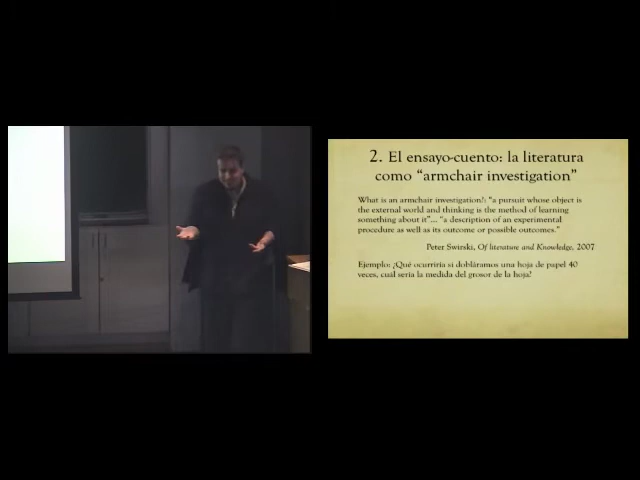 2. El ensayo-cuento: la literatura
como “armchair investigation”
What is an armchair investigation?: “a pursuit whose object is
the external world and thinking is the method of learning
something about it”... “a description of an experimental
procedure as well as its outcome or possible outcomes.”
Peter Swirski, Of literature and Knowledge, 2007
Ejemplo: ¿Qué ocurriría si dobláramos una hoja de papel 40
veces, cuál sería la medida del grosor de la hoja?